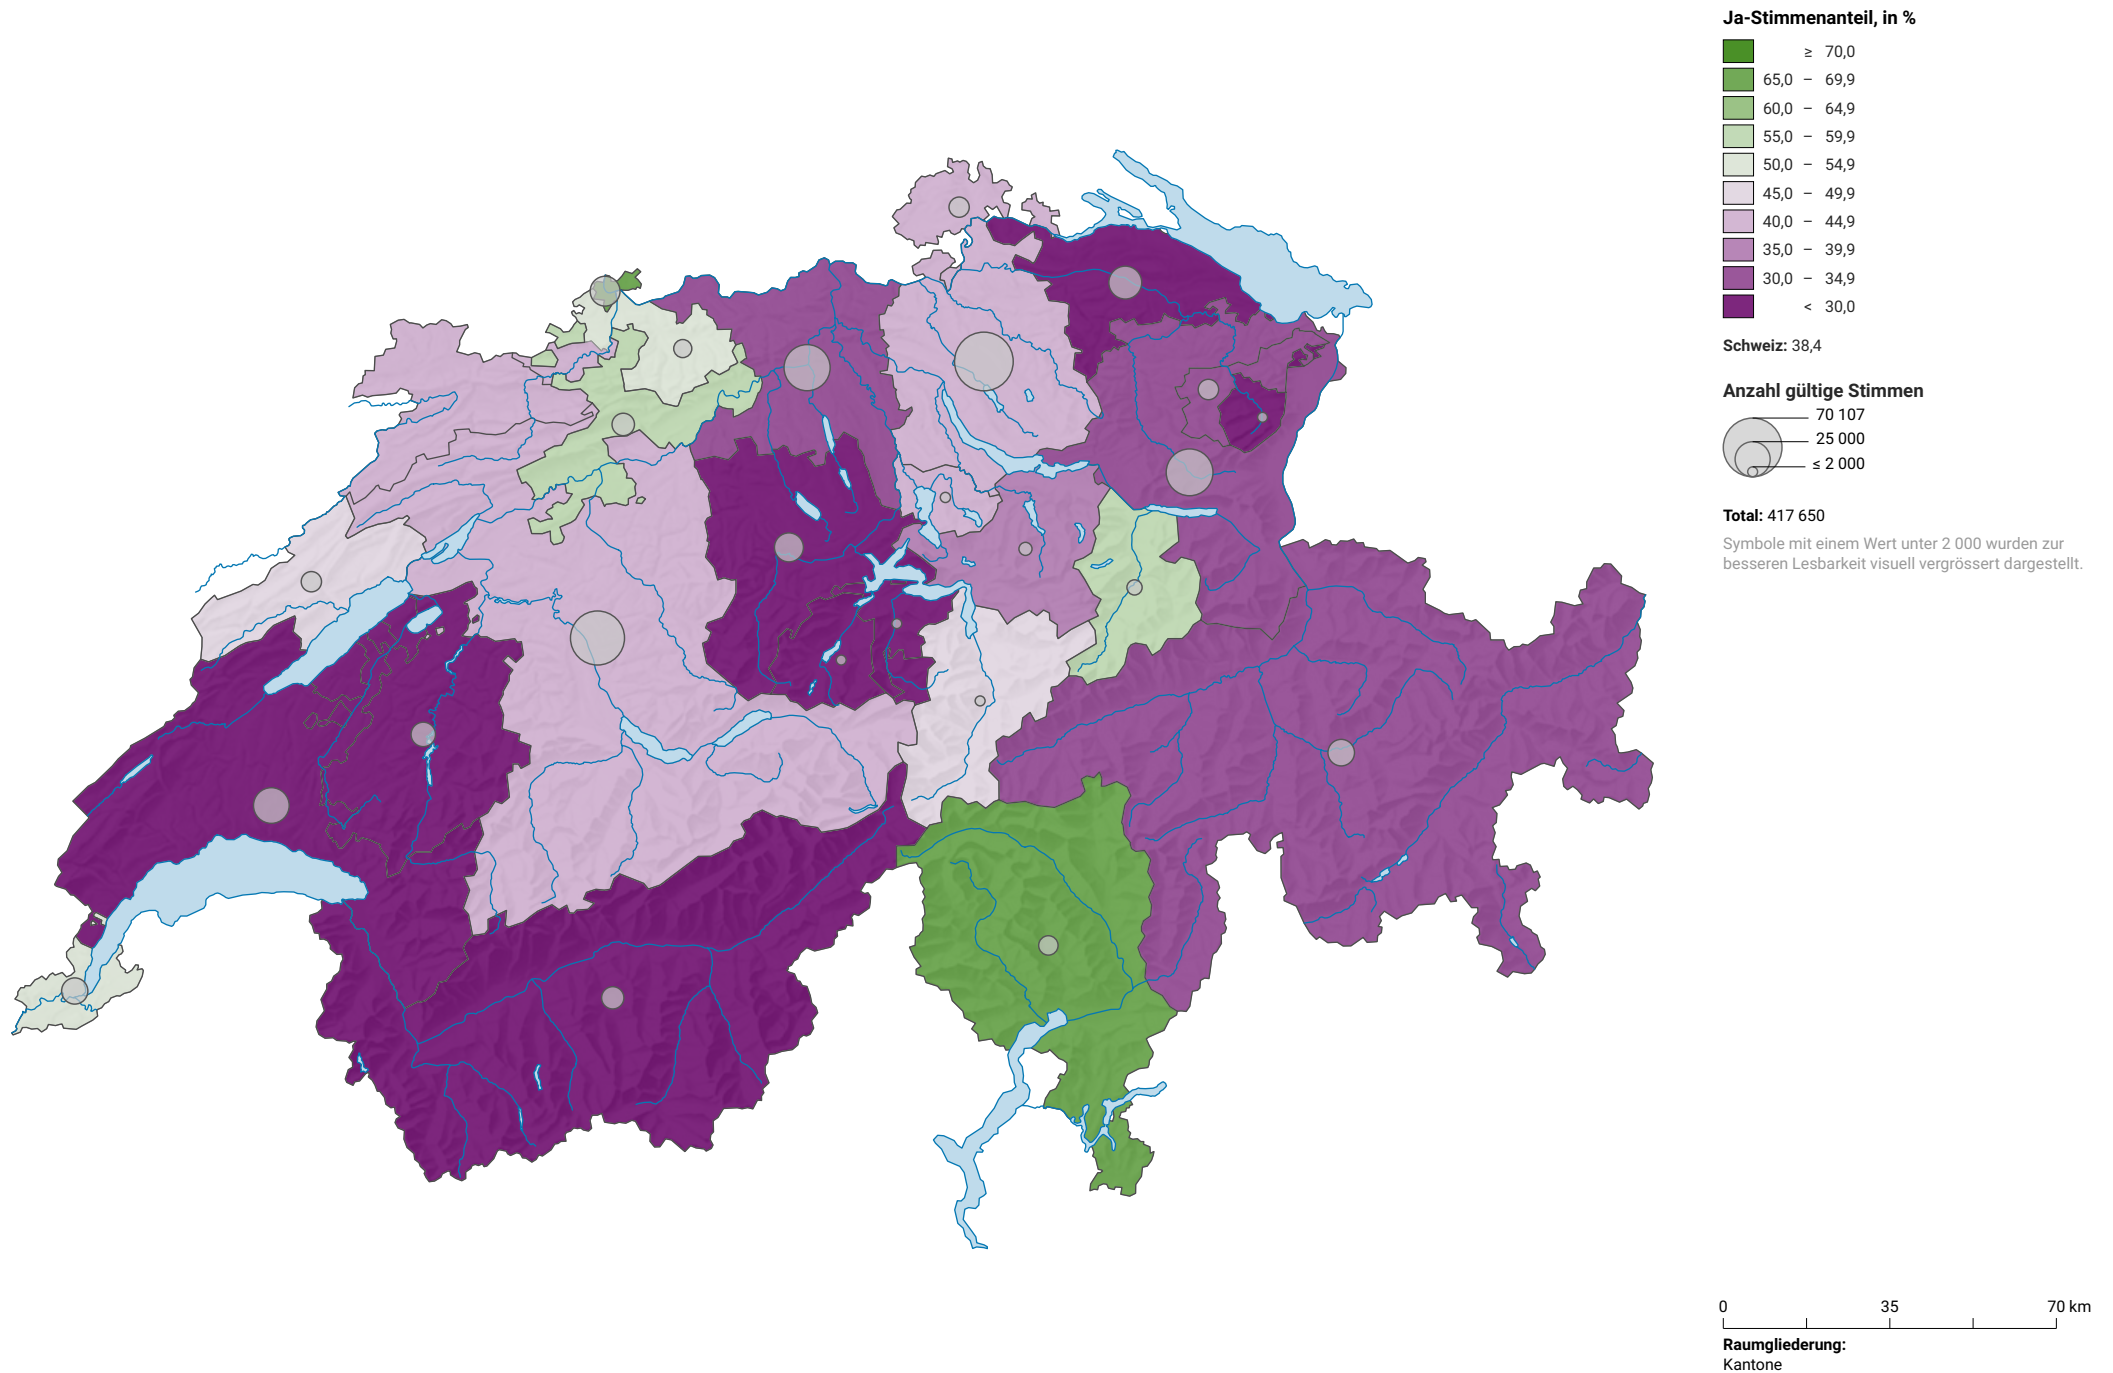 Ja-Stimmenanteil, in %
≥ 70,0
65,0 – 69,9
60,0 – 64,9
55,0 – 59,9
50,0 – 54,9
45,0 – 49,9
40,0 – 44,9
35,0 – 39,9
30,0 – 34,9
< 30,0
Schweiz: 38,4
Anzahl gültige Stimmen
70 107
25 000
≤ 2 000
Total: 417 650
Symbole mit einem Wert unter 2 000 wurden zur
besseren Lesbarkeit visuell vergrössert dargestellt.
0 35 70 km
Raumgliederung:
Kantone